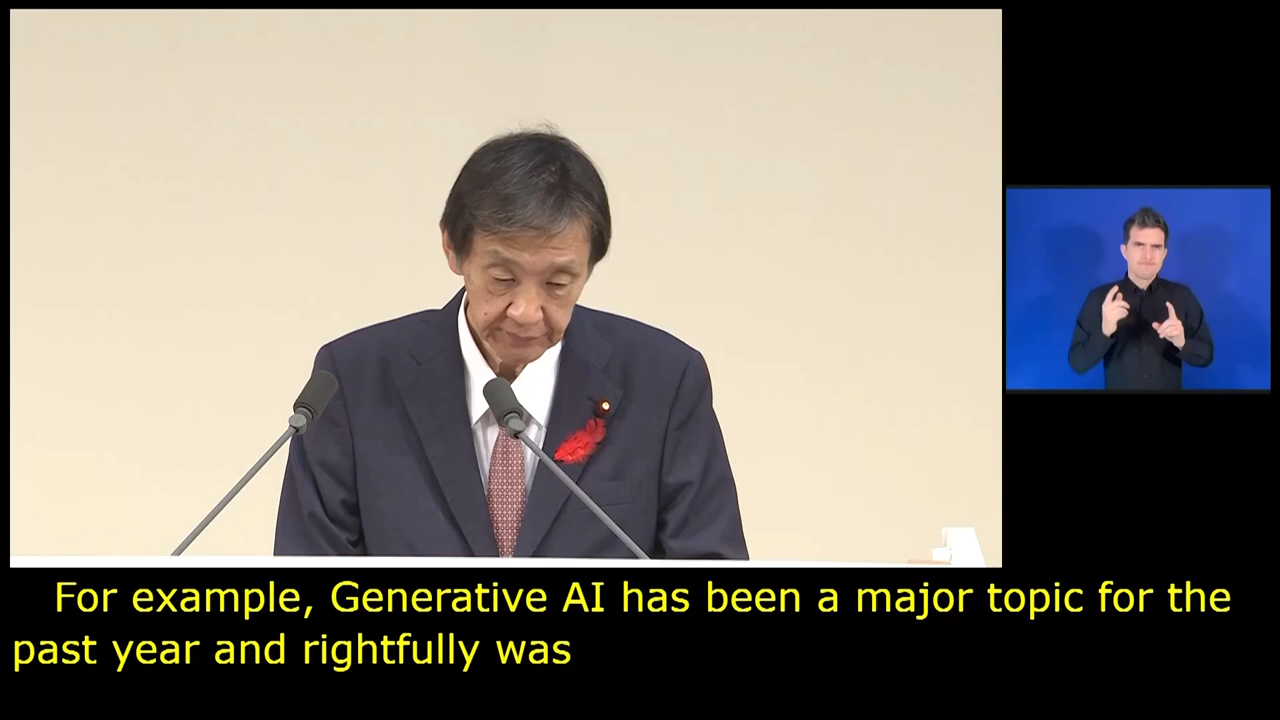 For example, Generative AI has been a major topic for the
past year and rightfully was